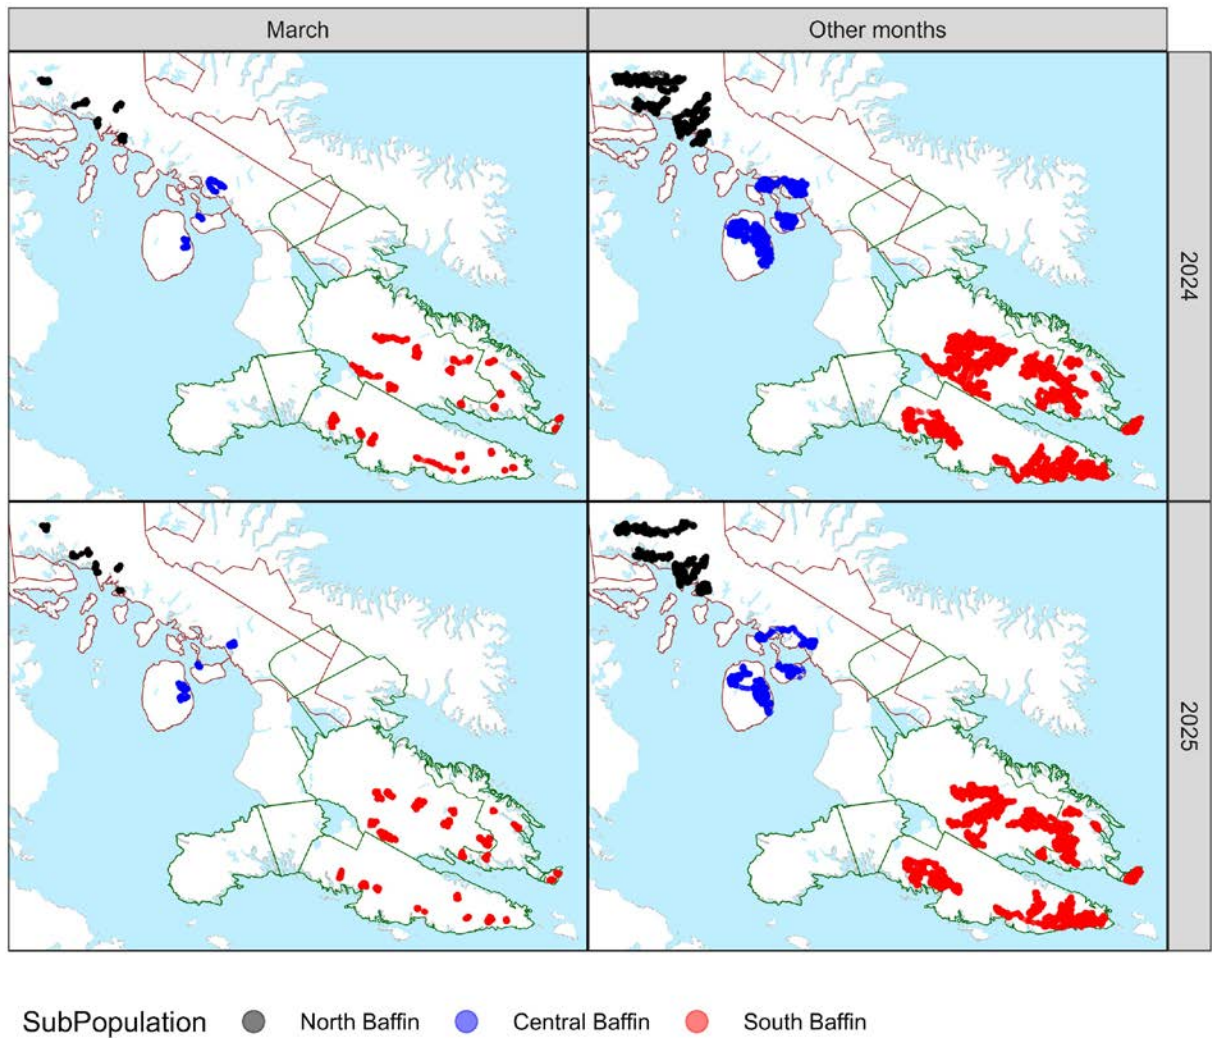 March
Other months
2024
2025
SubPopulation
North Baffin
Central Baffin
South Baffin